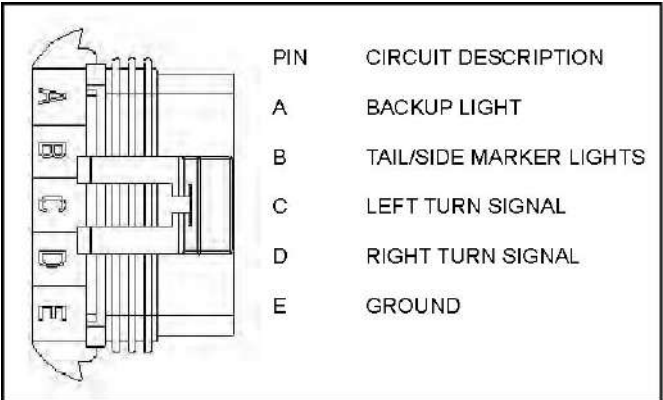 PIN CIRCUIT DESCRIPTION
A BACKUP LIGHT
B TAIL/SIDE MARKER LIGHTS
C LEFT TURN SIGNAL
D RIGHT TURN SIGNAL
E GROUND
A
B
C
D
E